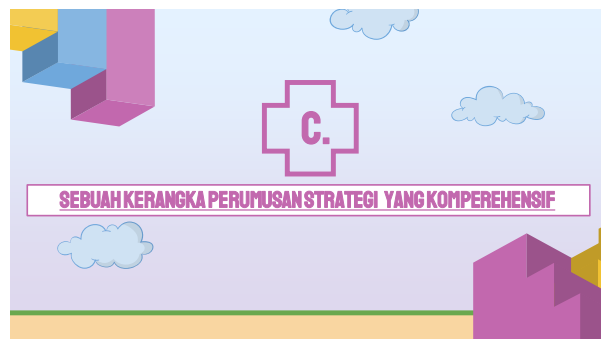 C.
SEBUAH KERANGKA PERUMUSAN STRATEGI YANG KOMPEREHENSIF